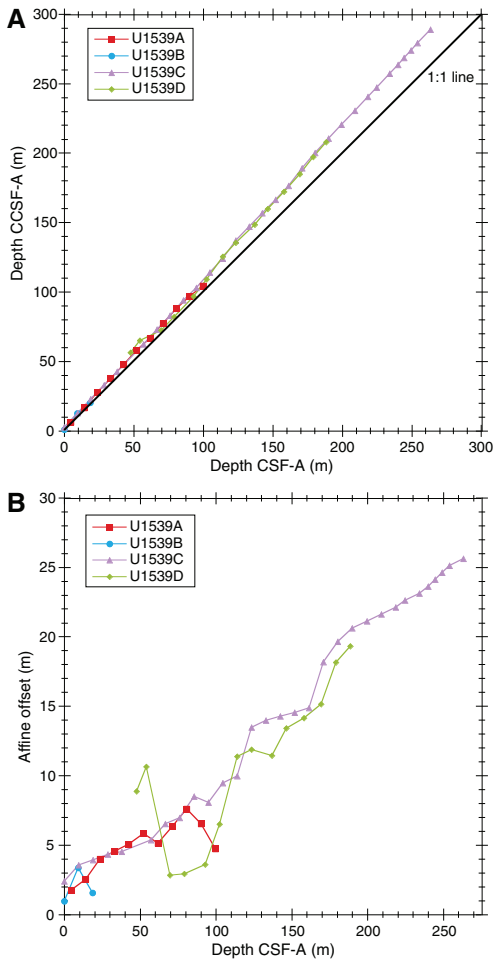 A
300
250
200
150
100
50
0
0 50 100 150 200 250 300
Depth CCSF-A (m)
Depth CSF-A (m)
U1539A
U1539B
U1539C
U1539D
1:1 line
B
30
25
20
15
10
5
0
0 50 100 150 200 250
Affine offset (m)
Depth CSF-A (m)
U1539A
U1539B
U1539C
U1539D